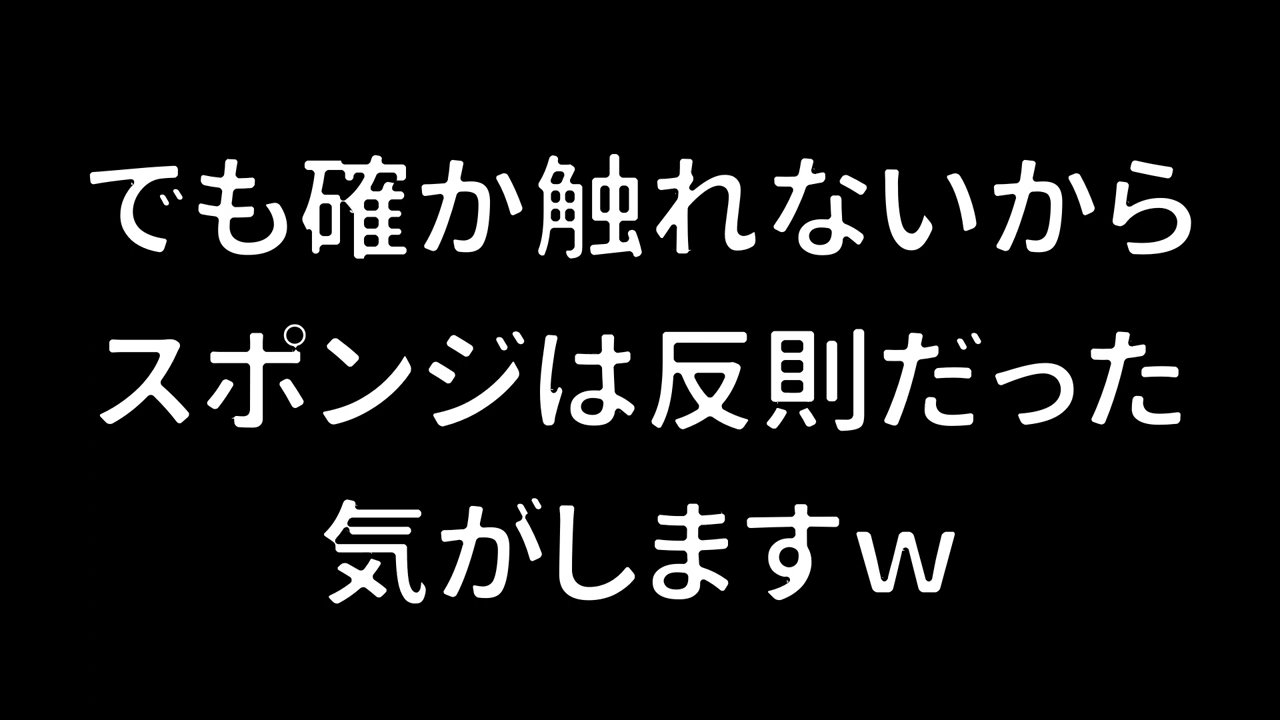 でも確か触れないから
スポンジは反則だった
気がしますｗ